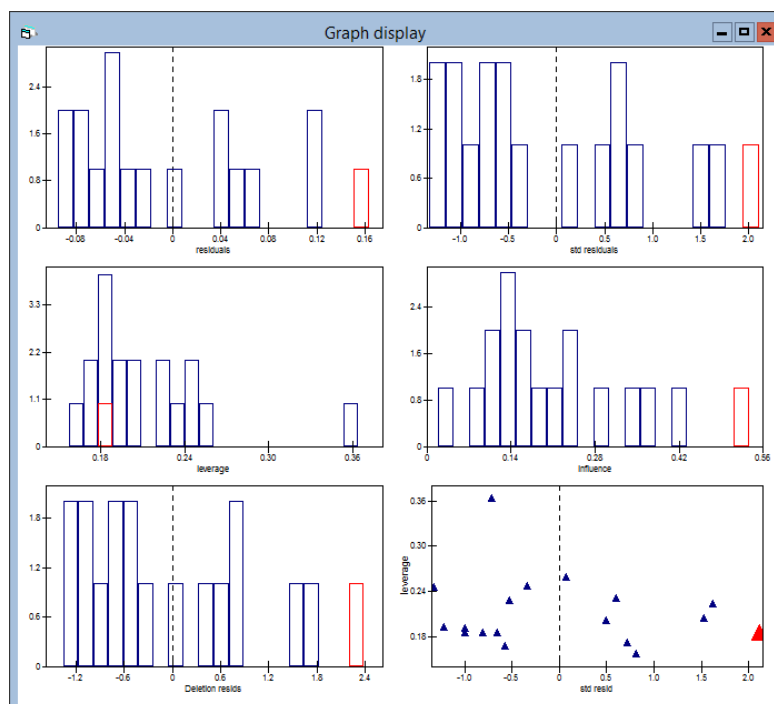 Graph display
2.4
1.6
0.8
0
-0.08 -0.04 0 0.04 0.08 0.12 0.16
residuals
1.8
1.2
0.6
0
-1.0 -0.5 0 0.5 1.0 1.5 2.0
std residuals
3.3
2.2
1.1
0
0.18 0.24 0.30 0.36
leverage
2.4
1.6
0.8
0
0 0.14 0.28 0.42 0.56
influence
1.8
1.2
0.6
0
-1.2 -0.6 0 0.6 1.2 1.8 2.4
Deletion resids
0.36
0.30
0.24
0.18
leverage
-1.0 -0.5 0 0.5 1.0 1.5 2.0
std resid